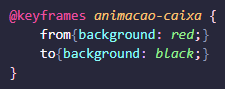 @keyframes animacao-caixa {
    from{background: red;}
    to{background: black;}
}